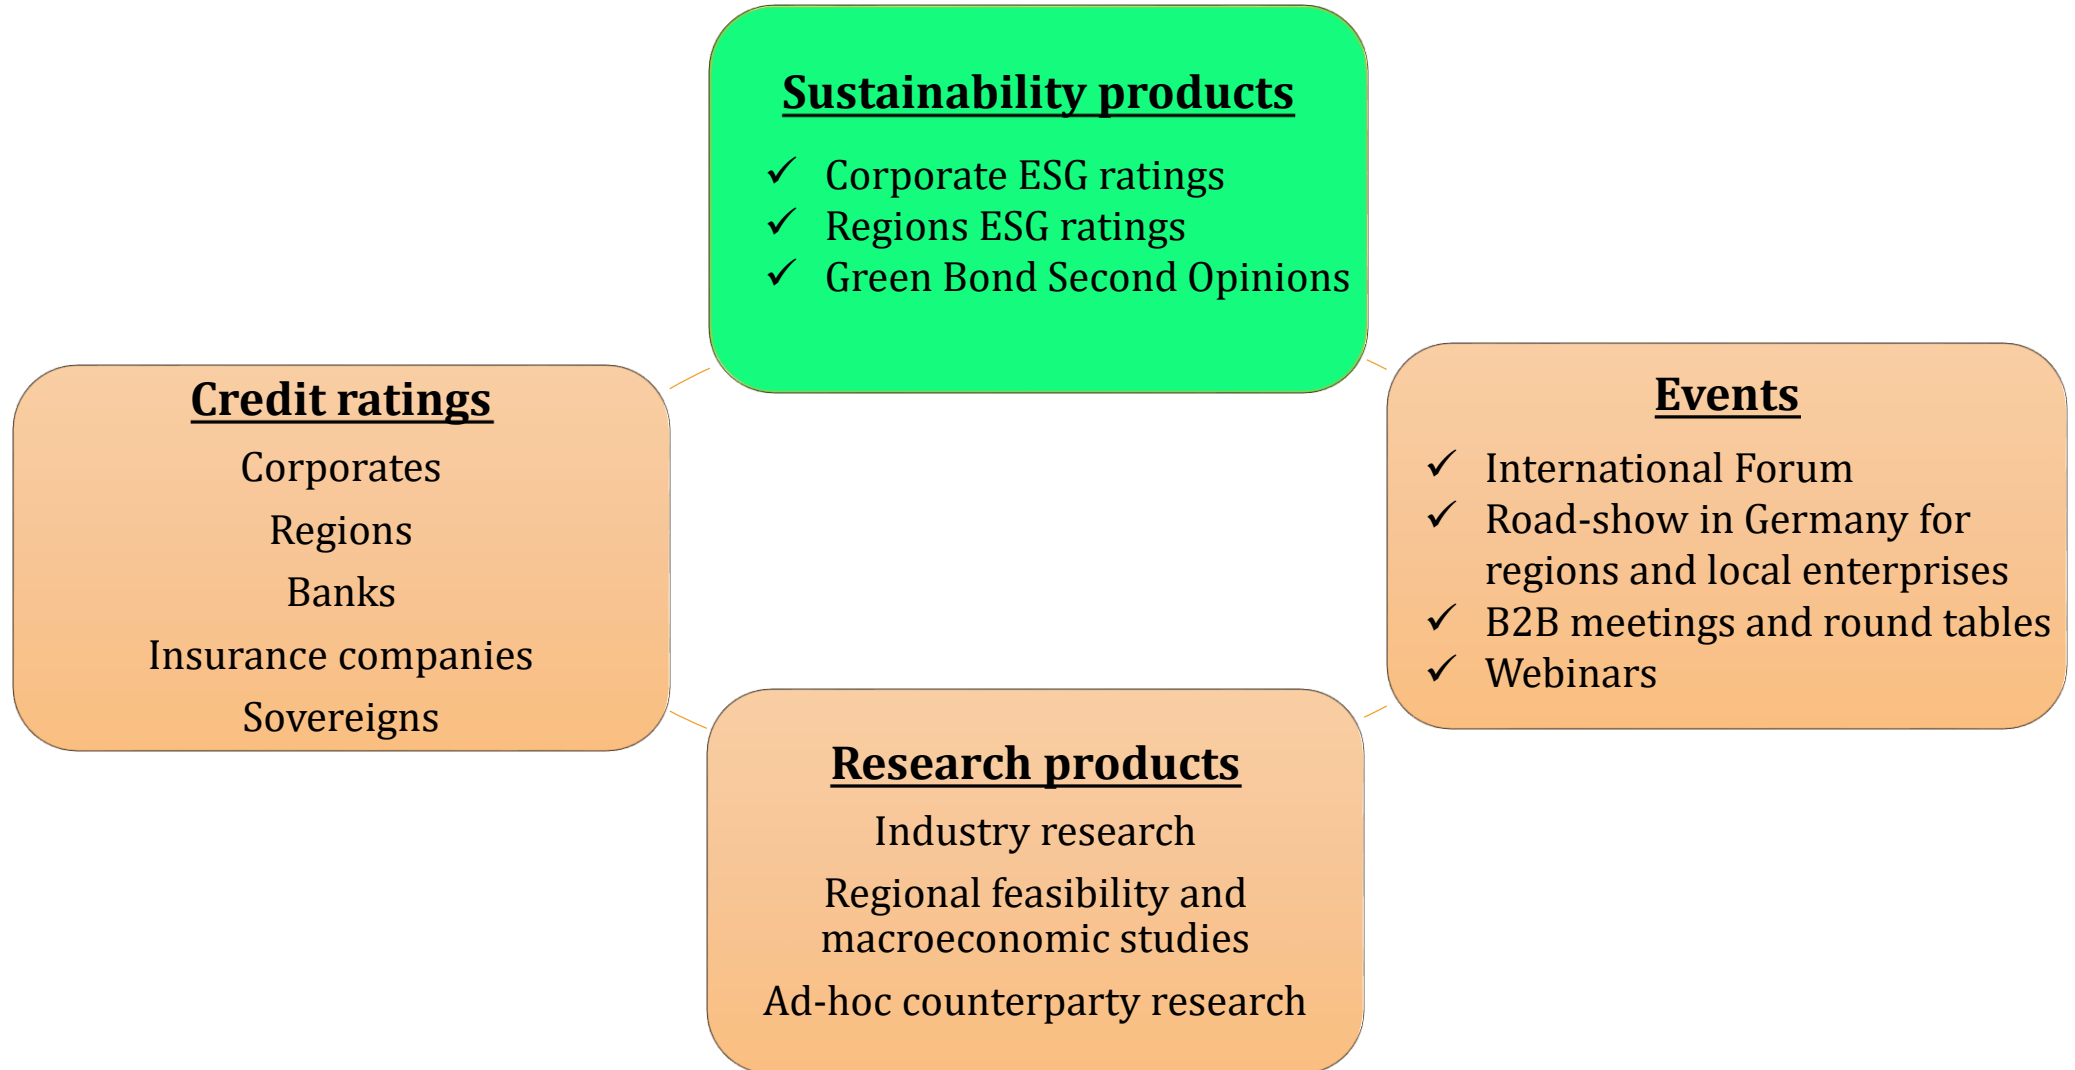 Sustainability products
✓ Corporate ESG ratings
✓ Regions ESG ratings
✓ Green Bond Second Opinions
Credit ratings
Corporates
Regions
Banks
Insurance companies
Sovereigns
Events
✓ International Forum
✓ Road-show in Germany for
regions and local enterprises
✓ B2B meetings and round tables
✓ Webinars
Research products
Industry research
Regional feasibility and
macroeconomic studies
Ad-hoc counterparty research